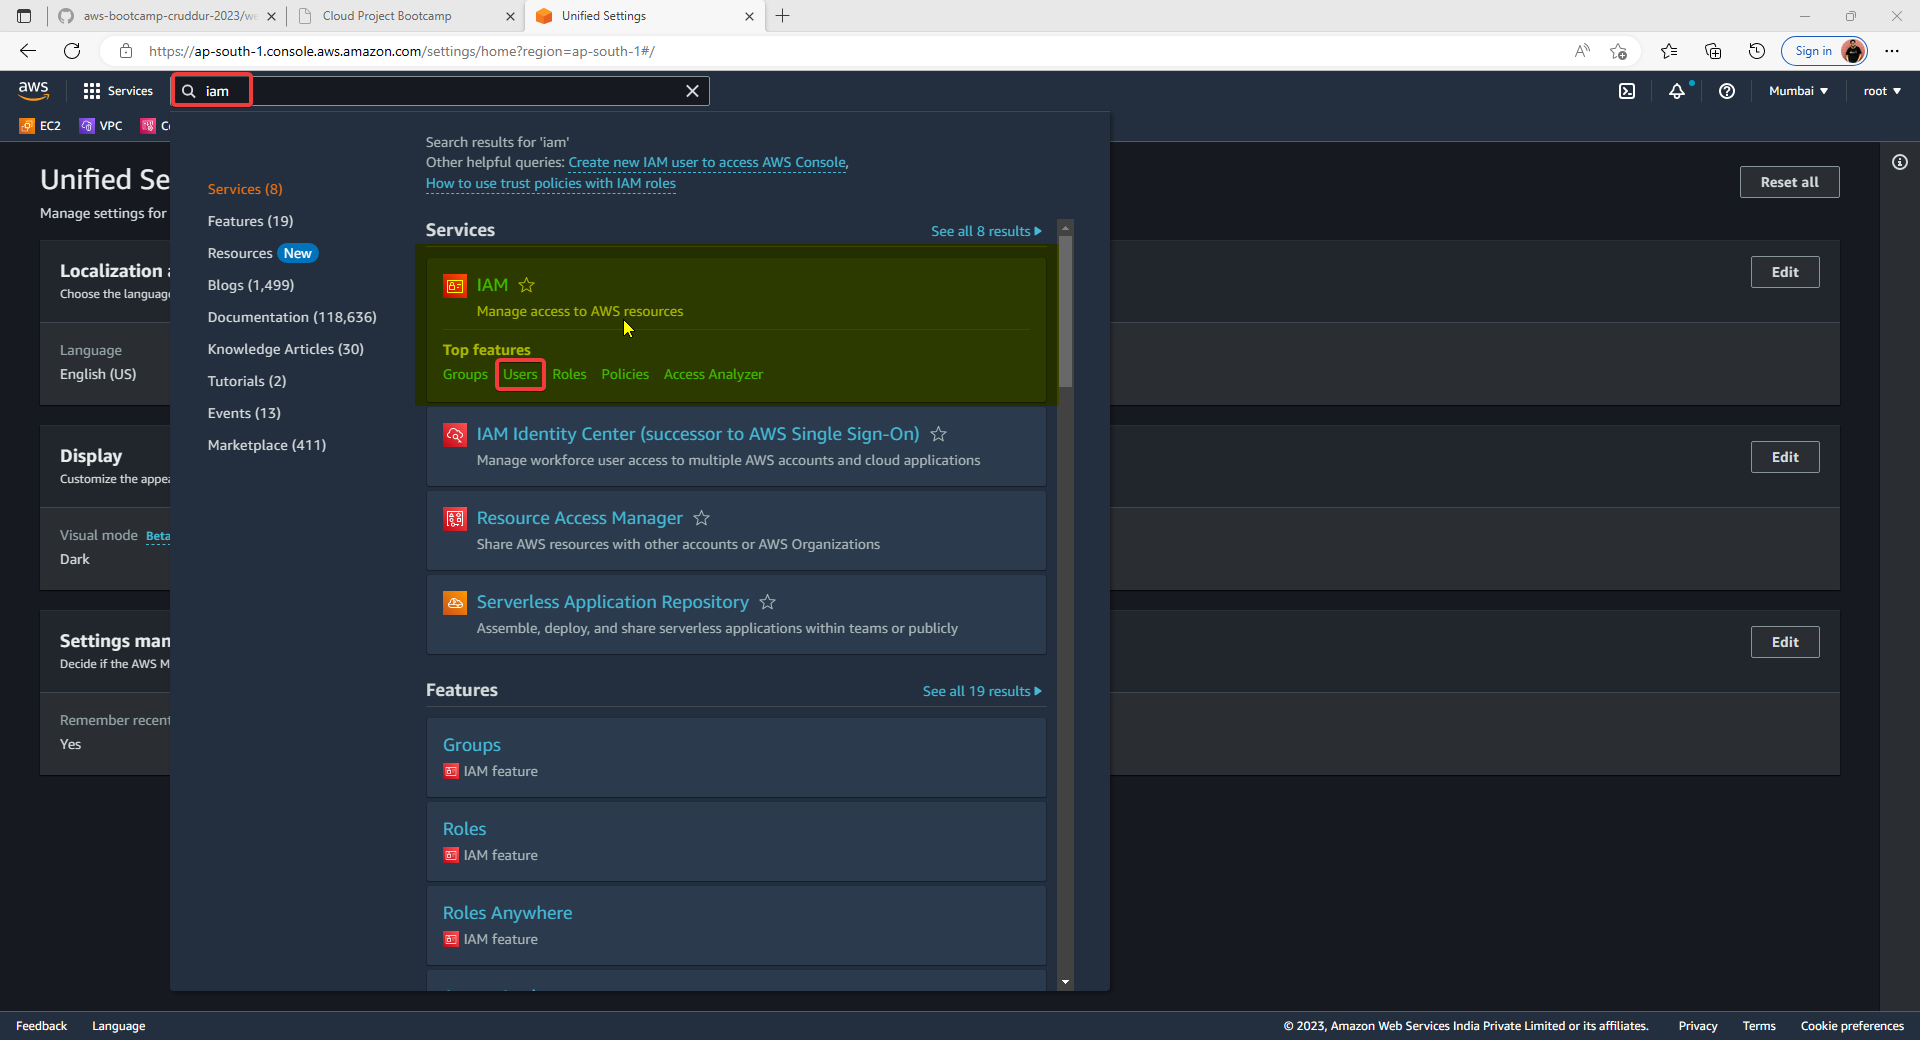 aws-bootcamp-cruddur-2023/we
Cloud Project Bootcamp
Unified Settings
https://ap-south-1.console.aws.amazon.com/settings/home?region=ap-south-1#/
Sign in
aws
Services
iam
Mumbai
root
EC2
VPC
Search results for 'iam'
Other helpful queries: Create new IAM user to access AWS Console,
How to use trust policies with IAM roles
Services (8)
Features (19)
Resources New
Blogs (1,499)
Documentation (118,636)
Knowledge Articles (30)
Tutorials (2)
Events (13)
Marketplace (411)
Services
See all 8 results
IAM
Manage access to AWS resources
Top features
Groups Users Roles Policies Access Analyzer
IAM Identity Center (successor to AWS Single Sign-On)
Manage workforce user access to multiple AWS accounts and cloud applications
Resource Access Manager
Share AWS resources with other accounts or AWS Organizations
Serverless Application Repository
Assemble, deploy, and share serverless applications within teams or publicly
Features
See all 19 results
Groups
IAM feature
Roles
IAM feature
Roles Anywhere
IAM feature
Unified Se
Manage settings for
Reset all
Localization
Choose the language
Edit
Language
English (US)
Display
Customize the appea
Edit
Visual mode Beta
Dark
Settings man
Decide if the AWS M
Edit
Remember recent
Yes
Feedback
Language
© 2023, Amazon Web Services India Private Limited or its affiliates.
Privacy
Terms
Cookie preferences